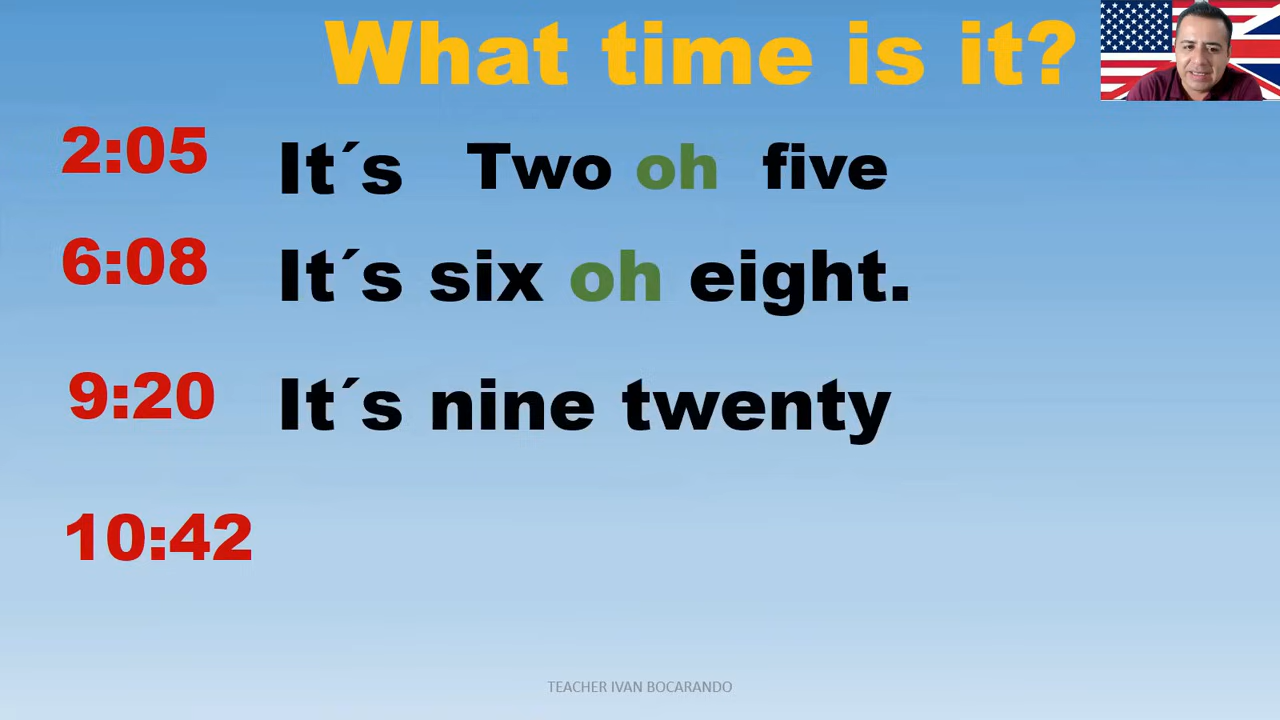 What time is it?
2:05 It´s Two oh five
6:08 It´s six oh eight.
9:20 It´s nine twenty
10:42
TEACHER IVAN BOCARANDO